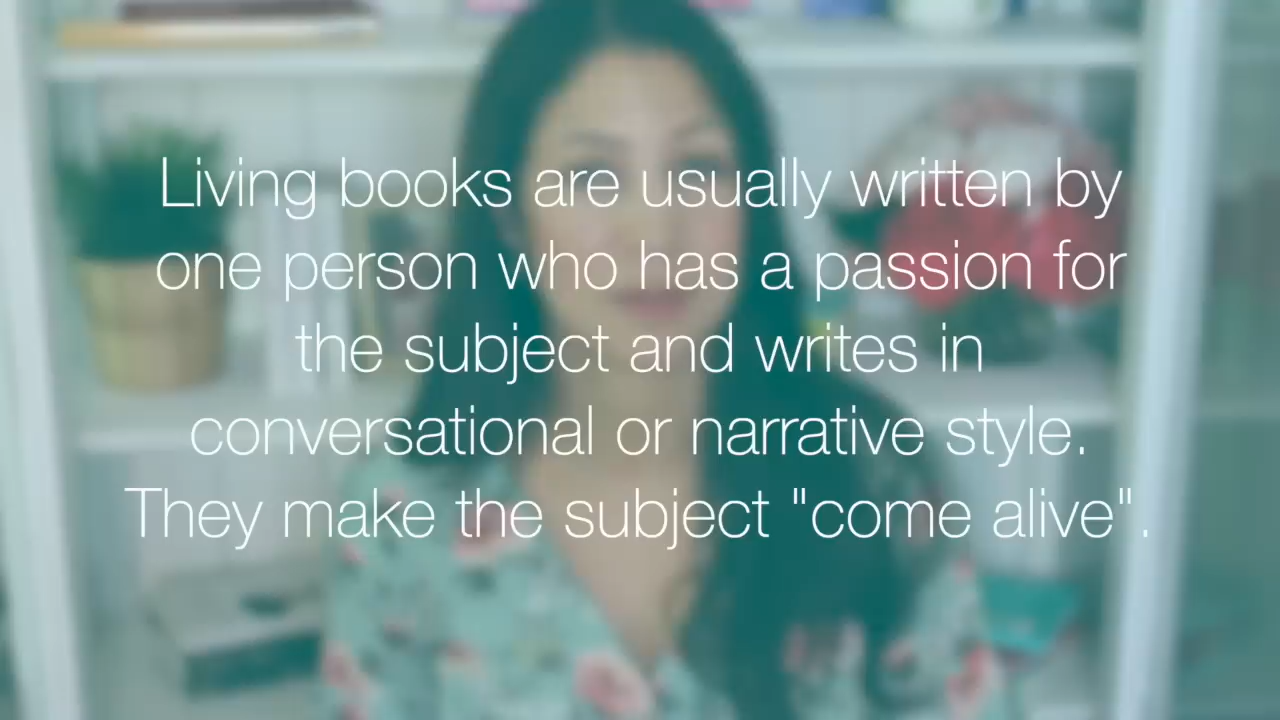 Living books are usually written by
one person who has a passion for
the subject and writes in
conversational or narrative style.
They make the subject "come alive".